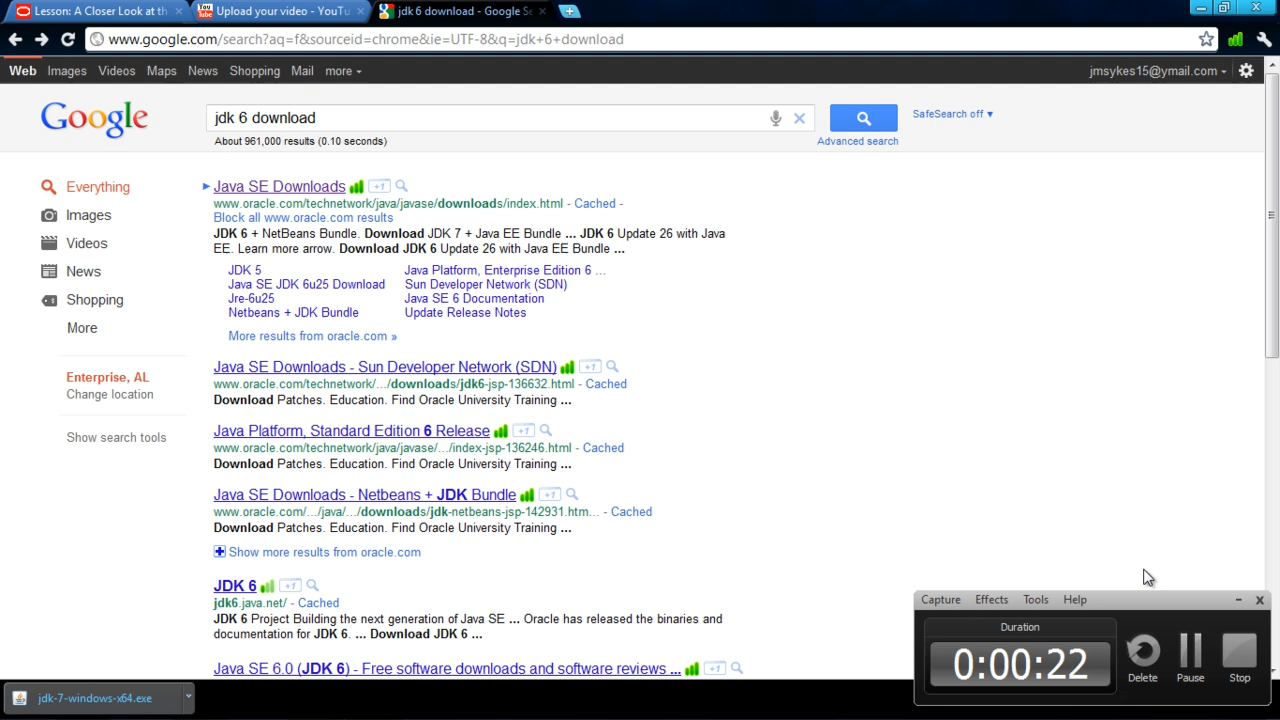 Lesson: A Closer Look at th
Upload your video - YouTu
jdk 6 download - Google Se
www.google.com/search?aq=f&sourceid=chrome&ie=UTF-8&q=jdk+6+download
Web Images Videos Maps News Shopping Mail more
jmsykes15@ymail.com
Google
jdk 6 download
SafeSearch off ▼
About 961,000 results (0.10 seconds)
Advanced search
Everything
Images
Videos
News
Shopping
More
Enterprise, AL
Change location
Show search tools
Java SE Downloads +1
www.oracle.com/technetwork/java/javase/downloads/index.html - Cached -
Block all www.oracle.com results
JDK 6 + NetBeans Bundle. Download JDK 7 + Java EE Bundle ... JDK 6 Update 26 with Java
EE. Learn more arrow. Download JDK 6 Update 26 with Java EE Bundle ...
JDK 5 Java Platform, Enterprise Edition 6 ...
Java SE JDK 6u25 Download Sun Developer Network (SDN)
Jre-6u25 Java SE 6 Documentation
Netbeans + JDK Bundle Update Release Notes
More results from oracle.com »
Java SE Downloads - Sun Developer Network (SDN) +1
www.oracle.com/technetwork/.../downloads/jdk6-jsp-136632.html - Cached
Download Patches. Education. Find Oracle University Training ...
Java Platform, Standard Edition 6 Release +1
www.oracle.com/technetwork/java/javase/.../index-jsp-136246.html - Cached
Download Patches. Education. Find Oracle University Training ...
Java SE Downloads - Netbeans + JDK Bundle +1
www.oracle.com/.../java/.../downloads/jdk-netbeans-jsp-142931.htm... - Cached
Download Patches. Education. Find Oracle University Training ...
Show more results from oracle.com
JDK 6 +1
jdk6.java.net/ - Cached
JDK 6 Project Building the next generation of Java SE ... Oracle has released the binaries and
documentation for JDK 6. ... Download JDK 6 ...
Java SE 6.0 (JDK 6) - Free software downloads and software reviews ... +1
Capture Effects Tools Help
Duration
0:00:22
Delete Pause Stop
jdk-7-windows-x64.exe